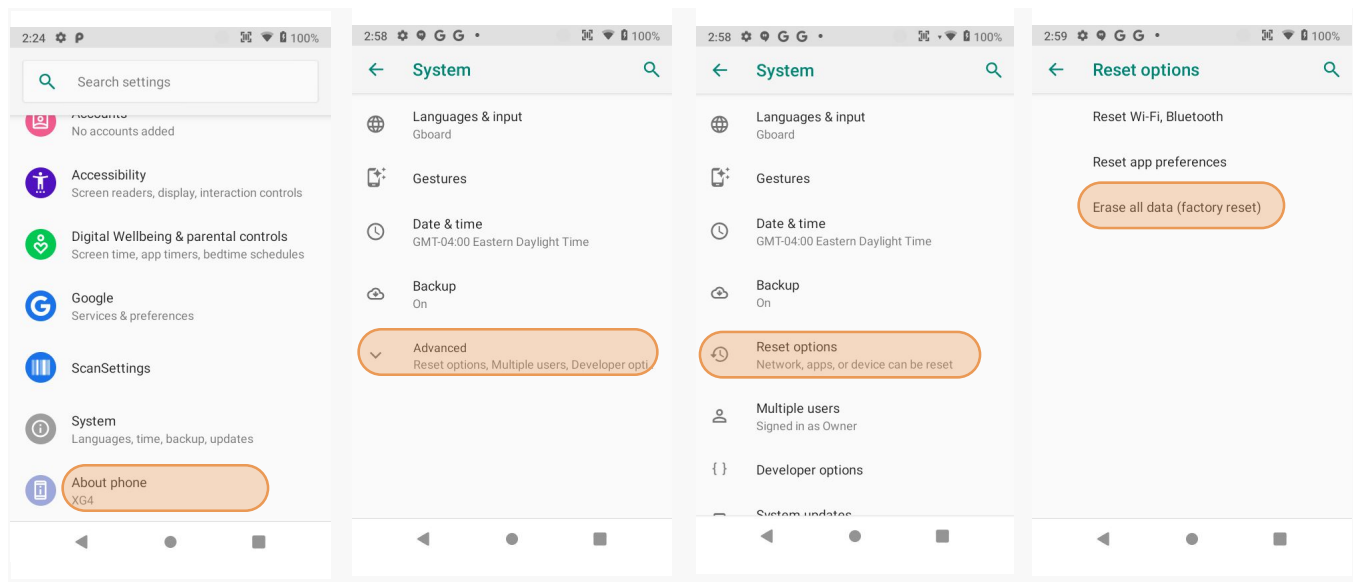 2:24 100%
Search settings
Accounts
No accounts added
Accessibility
Screen readers, display, interaction controls
Digital Wellbeing & parental controls
Screen time, app timers, bedtime schedules
Google
Services & preferences
ScanSettings
System
Languages, time, backup, updates
About phone
XG4
2:58 G G 100%
System
Languages & input
Gboard
Gestures
Date & time
GMT-04:00 Eastern Daylight Time
Backup
On
Advanced
Reset options, Multiple users, Developer opti..
2:58 G G 100%
System
Languages & input
Gboard
Gestures
Date & time
GMT-04:00 Eastern Daylight Time
Backup
On
Reset options
Network, apps, or device can be reset
Multiple users
Signed in as Owner
{ } Developer options
System updates
2:59 G G 100%
Reset options
Reset Wi-Fi, Bluetooth
Reset app preferences
Erase all data (factory reset)